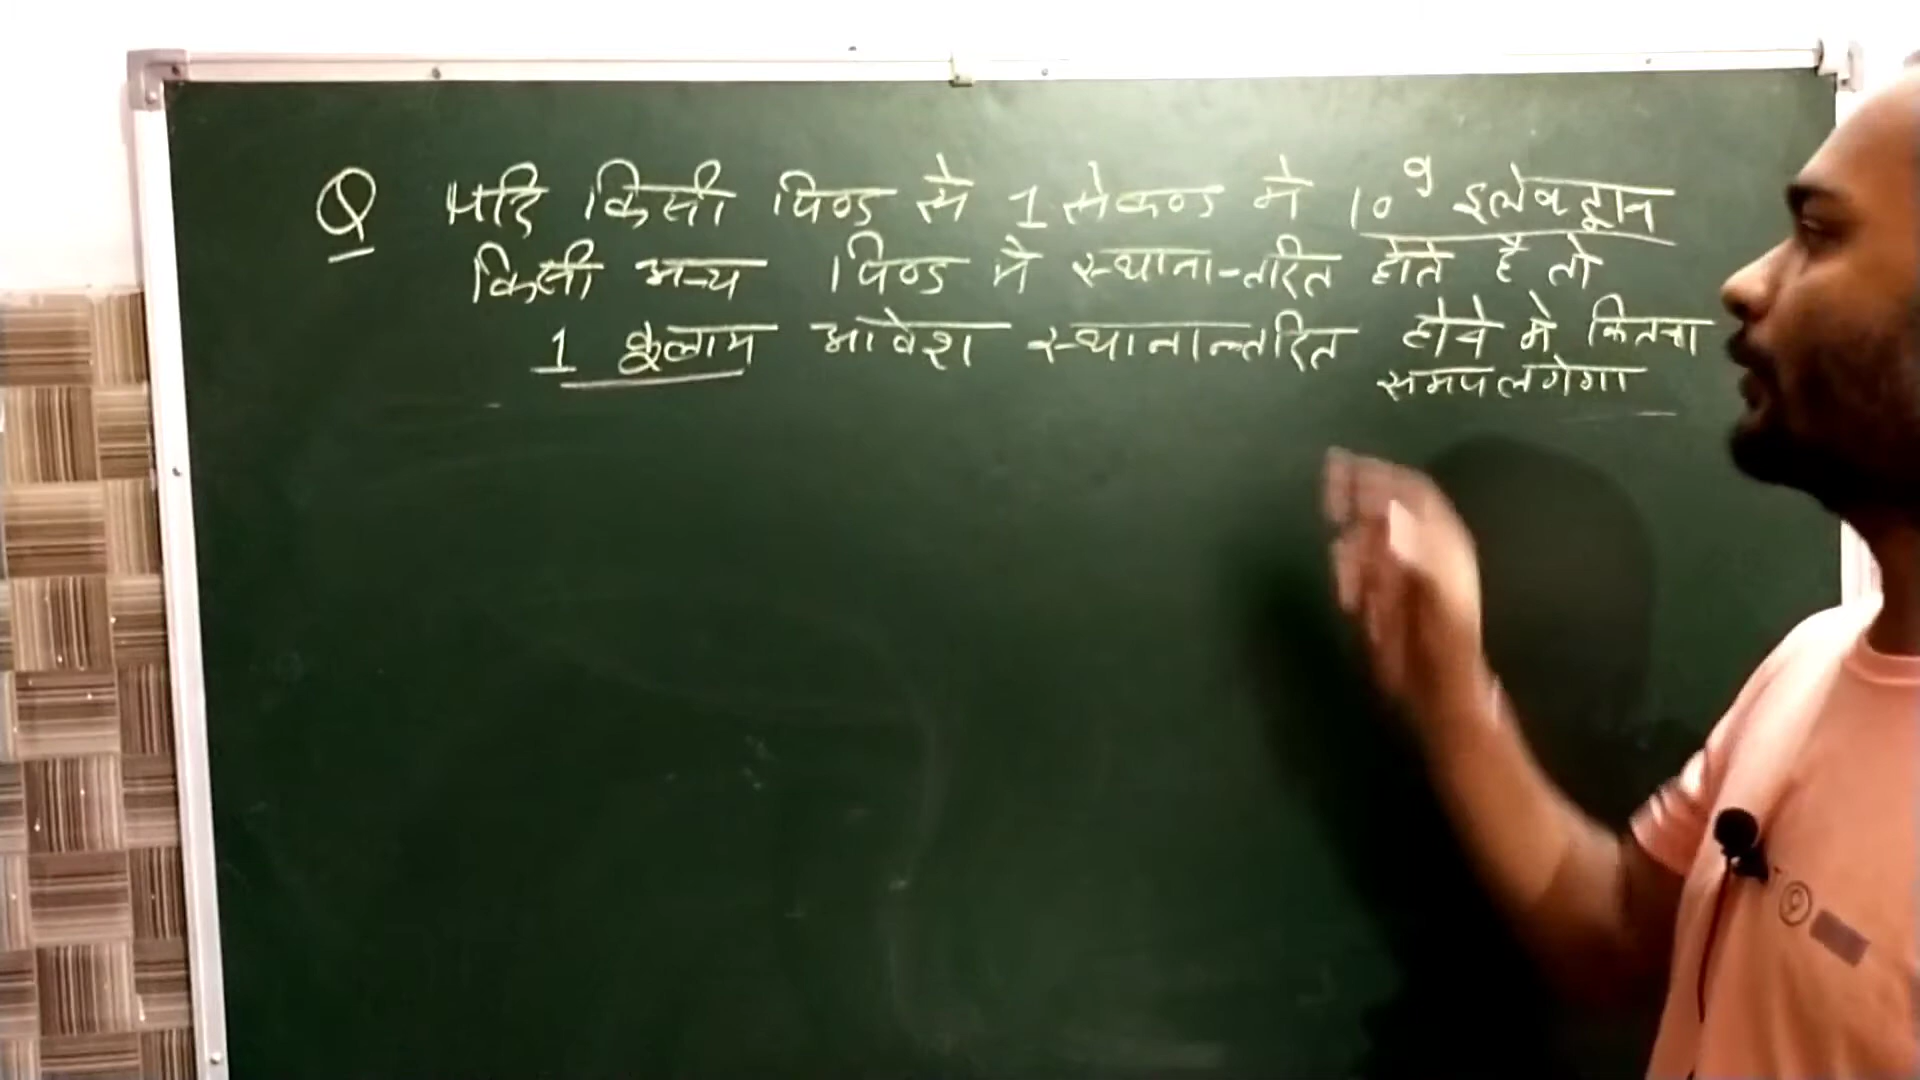 Q यदि किसी पिण्ड से 1 सेकण्ड मे 10⁹ इलेक्ट्रान
किसी अन्य पिण्ड मे स्थानान्तरित होते है तो
1 कूलाम आवेश स्थानान्तरित होने मे कितना
समय लगेगा